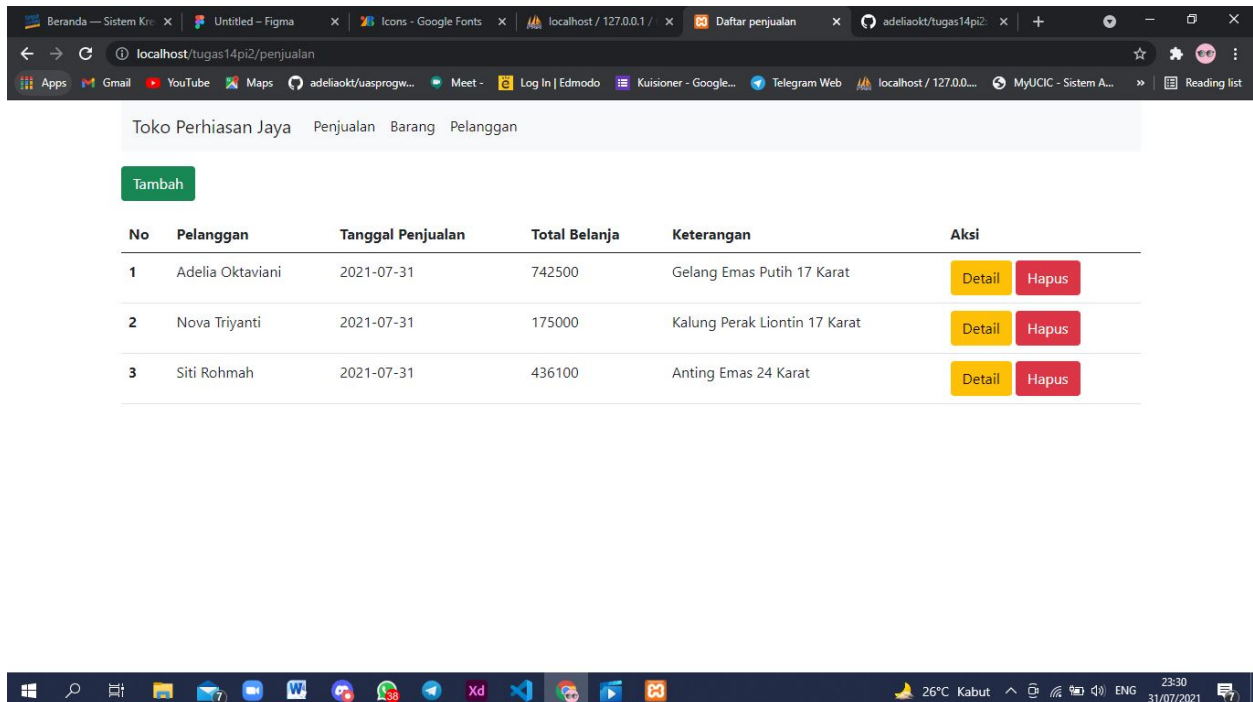 Beranda — Sistem Kre Untitled – Figma Icons - Google Fonts localhost / 127.0.0.1 / Daftar penjualan adeliaokt/tugas14pi2:
localhost/tugas14pi2/penjualan
Apps Gmail YouTube Maps adeliaokt/uasprogw... Meet - Log In | Edmodo Kuisioner - Google... Telegram Web localhost / 127.0.0.... MyUCIC - Sistem A... » Reading list
Toko Perhiasan Jaya Penjualan Barang Pelanggan
Tambah
No Pelanggan Tanggal Penjualan Total Belanja Keterangan Aksi
1 Adelia Oktaviani 2021-07-31 742500 Gelang Emas Putih 17 Karat Detail Hapus
2 Nova Triyanti 2021-07-31 175000 Kalung Perak Liontin 17 Karat Detail Hapus
3 Siti Rohmah 2021-07-31 436100 Anting Emas 24 Karat Detail Hapus
7 W 38 Xd 26°C Kabut ENG 23:30
31/07/2021 7